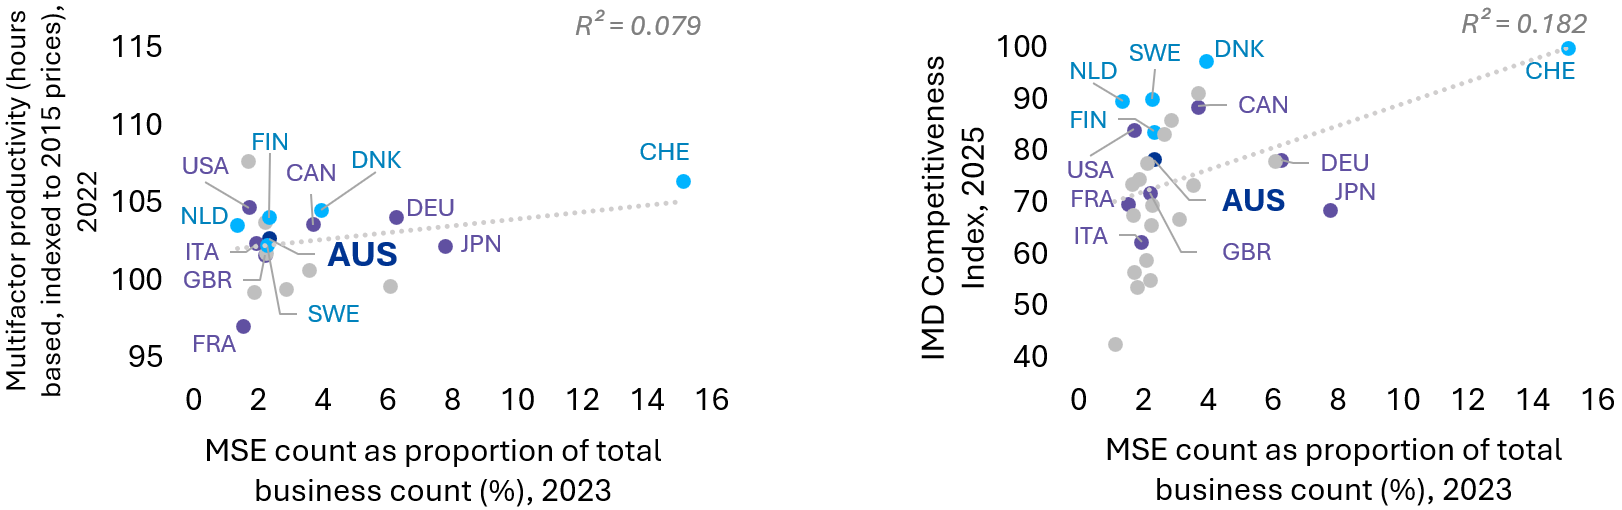 Multifactor productivity (hours
based, indexed to 2015 prices),
2022
R² = 0.079
115
110
105
100
95
FIN
USA
CAN
DNK
CHE
NLD
DEU
ITA
AUS
JPN
GBR
SWE
FRA
0 2 4 6 8 10 12 14 16
MSE count as proportion of total
business count (%), 2023
IMD Competitiveness
Index, 2025
R² = 0.182
100
90
80
70
60
50
40
SWE
DNK
NLD
CHE
CAN
FIN
USA
DEU
FRA
AUS
JPN
ITA
GBR
0 2 4 6 8 10 12 14 16
MSE count as proportion of total
business count (%), 2023